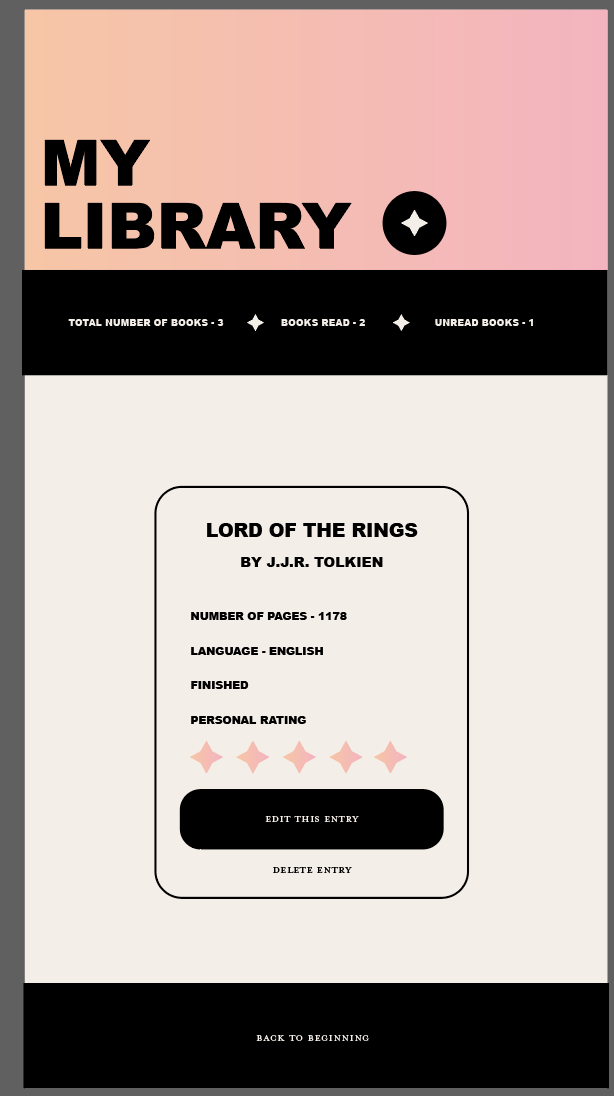 MY
LIBRARY
TOTAL NUMBER OF BOOKS - 3 BOOKS READ - 2 UNREAD BOOKS - 1
LORD OF THE RINGS
BY J.J.R. TOLKIEN
NUMBER OF PAGES - 1178
LANGUAGE - ENGLISH
FINISHED
PERSONAL RATING
EDIT THIS ENTRY
DELETE ENTRY
BACK TO BEGINNING